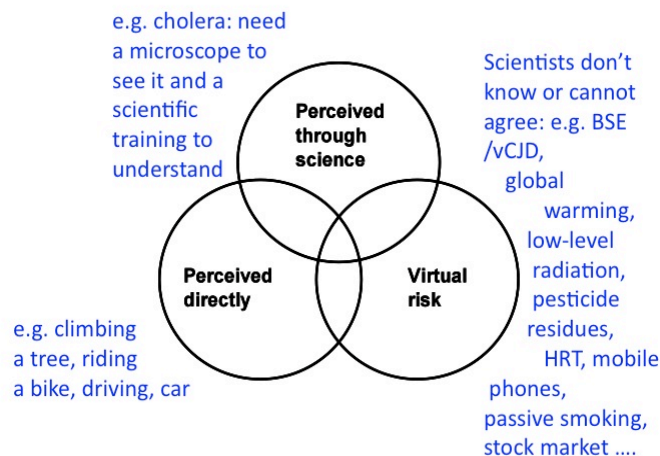 e.g. cholera: need
a microscope to
see it and a
scientific
training to
understand
Perceived
through
science
Scientists don't
know or cannot
agree: e.g. BSE
/vCJD,
global
warming,
low-level
radiation,
pesticide
residues,
HRT, mobile
phones,
passive smoking,
stock market ....
Perceived
directly
Virtual
risk
e.g. climbing
a tree, riding
a bike, driving, car